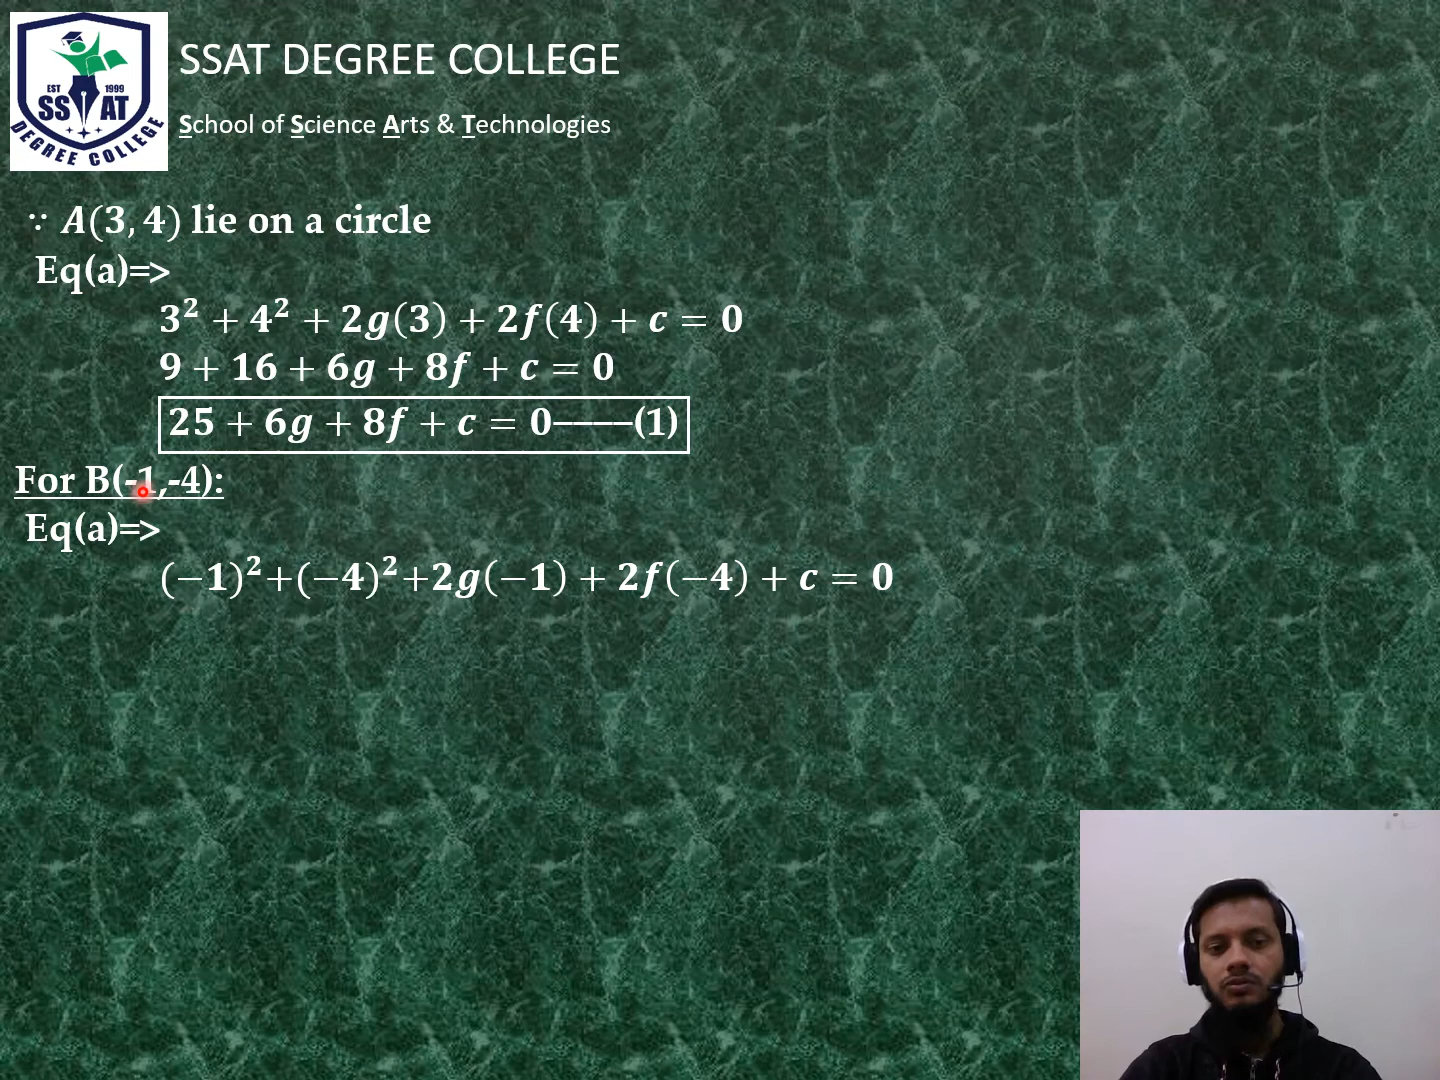 EST 1999
SSAT
DEGREE COLLEGE
SSAT DEGREE COLLEGE
School of Science Arts & Technologies
∵ A(3, 4) lie on a circle
Eq(a)=>
3² + 4² + 2g(3) + 2f(4) + c = 0
9 + 16 + 6g + 8f + c = 0
25 + 6g + 8f + c = 0−−−−(1)
For B(-1,-4):
Eq(a)=>
(−1)²+(−4)²+2g(−1) + 2f(−4) + c = 0